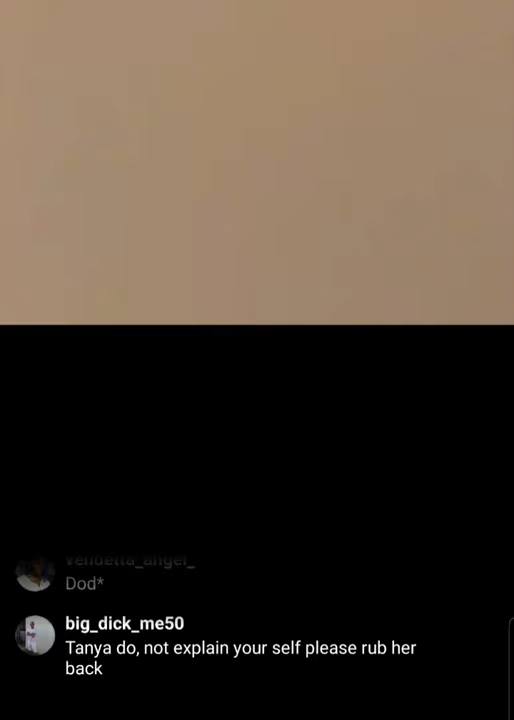 vendetta_angel_
Dod*
big_dick_me50
Tanya do, not explain your self please rub her
back